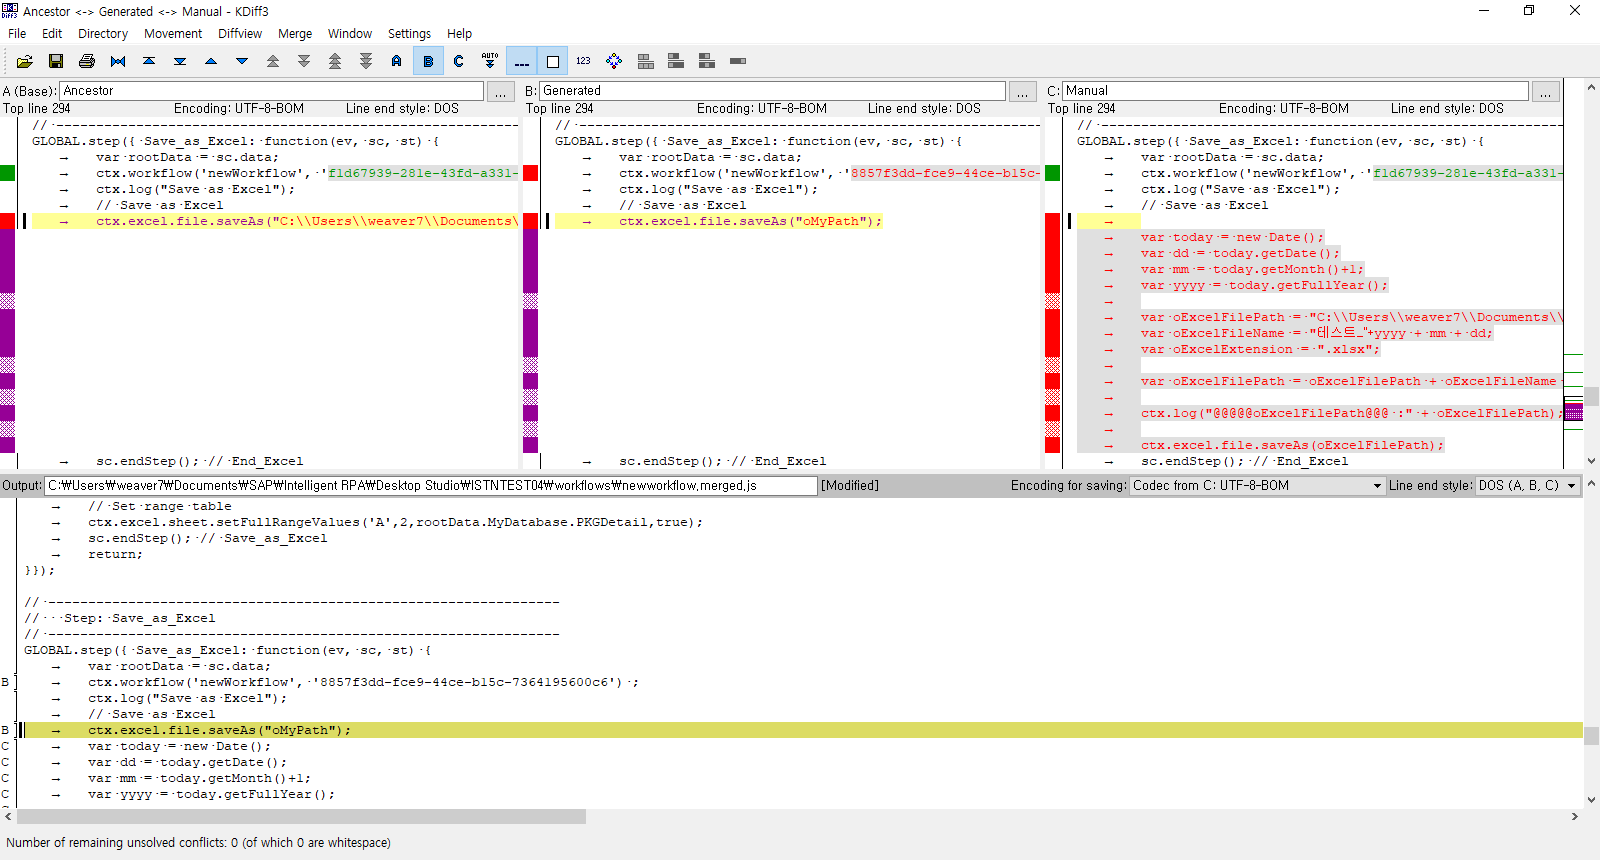 Ancestor <-> Generated <-> Manual - KDiff3
File Edit Directory Movement Diffview Merge Window Settings Help
A B C AUTO 123
A (Base): Ancestor ...
Top line 294 Encoding: UTF-8-BOM Line end style: DOS
// ·-----------------------------------------------------------
GLOBAL.step({ · Save_as_Excel: · function(ev, · sc, · st) · {
→ var · rootData · = · sc.data;
→ ctx.workflow('newWorkflow', · 'f1d67939-281e-43fd-a331-
→ ctx.log("Save · as · Excel");
→ // · Save · as · Excel
→ ctx.excel.file.saveAs("C:\\Users\\weaver7\\Documents\
→ sc.endStep(); · // · End_Excel
B: Generated ...
Top line 294 Encoding: UTF-8-BOM Line end style: DOS
// ·-----------------------------------------------------------
GLOBAL.step({ · Save_as_Excel: · function(ev, · sc, · st) · {
→ var · rootData · = · sc.data;
→ ctx.workflow('newWorkflow', · '8857f3dd-fce9-44ce-b15c-
→ ctx.log("Save · as · Excel");
→ // · Save · as · Excel
→ ctx.excel.file.saveAs("oMyPath");
→ sc.endStep(); · // · End_Excel
C: Manual ...
Top line 294 Encoding: UTF-8-BOM Line end style: DOS
// ·-----------------------------------------------------------
GLOBAL.step({ · Save_as_Excel: · function(ev, · sc, · st) · {
→ var · rootData · = · sc.data;
→ ctx.workflow('newWorkflow', · 'f1d67939-281e-43fd-a331-
→ ctx.log("Save · as · Excel");
→ // · Save · as · Excel
→
→ var · today · = · new · Date();
→ var · dd · = · today.getDate();
→ var · mm · = · today.getMonth()+1;
→ var · yyyy · = · today.getFullYear();
→
→ var · oExcelFilePath · = · "C:\\Users\\weaver7\\Documents\\
→ var · oExcelFileName · = · "테스트_"+yyyy · + · mm · + · dd;
→ var · oExcelExtension · = · ".xlsx";
→
→ var · oExcelFilePath · = · oExcelFilePath · + · oExcelFileName ·
→
→ ctx.log("@@@@@oExcelFilePath@@@ · :" · + · oExcelFilePath);
→
→ ctx.excel.file.saveAs(oExcelFilePath);
→ sc.endStep(); · // · End_Excel
Output: C:₩Users₩weaver7₩Documents₩SAP₩Intelligent RPA₩Desktop Studio₩ISTNTEST04₩workflows₩newworkflow.merged.js [Modified] Encoding for saving: Codec from C: UTF-8-BOM Line end style: DOS (A, B, C)
→ // · Set · range · table
→ ctx.excel.sheet.setFullRangeValues('A',2,rootData.MyDatabase.PKGDetail,true);
→ sc.endStep(); · // · Save_as_Excel
→ return;
}});
// ·----------------------------------------------------------------
// · · · Step: · Save_as_Excel
// ·----------------------------------------------------------------
GLOBAL.step({ · Save_as_Excel: · function(ev, · sc, · st) · {
→ var · rootData · = · sc.data;
B → ctx.workflow('newWorkflow', · '8857f3dd-fce9-44ce-b15c-7364195600c6') · ;
→ ctx.log("Save · as · Excel");
→ // · Save · as · Excel
B → ctx.excel.file.saveAs("oMyPath");
C → var · today · = · new · Date();
C → var · dd · = · today.getDate();
C → var · mm · = · today.getMonth()+1;
C → var · yyyy · = · today.getFullYear();
Number of remaining unsolved conflicts: 0 (of which 0 are whitespace)